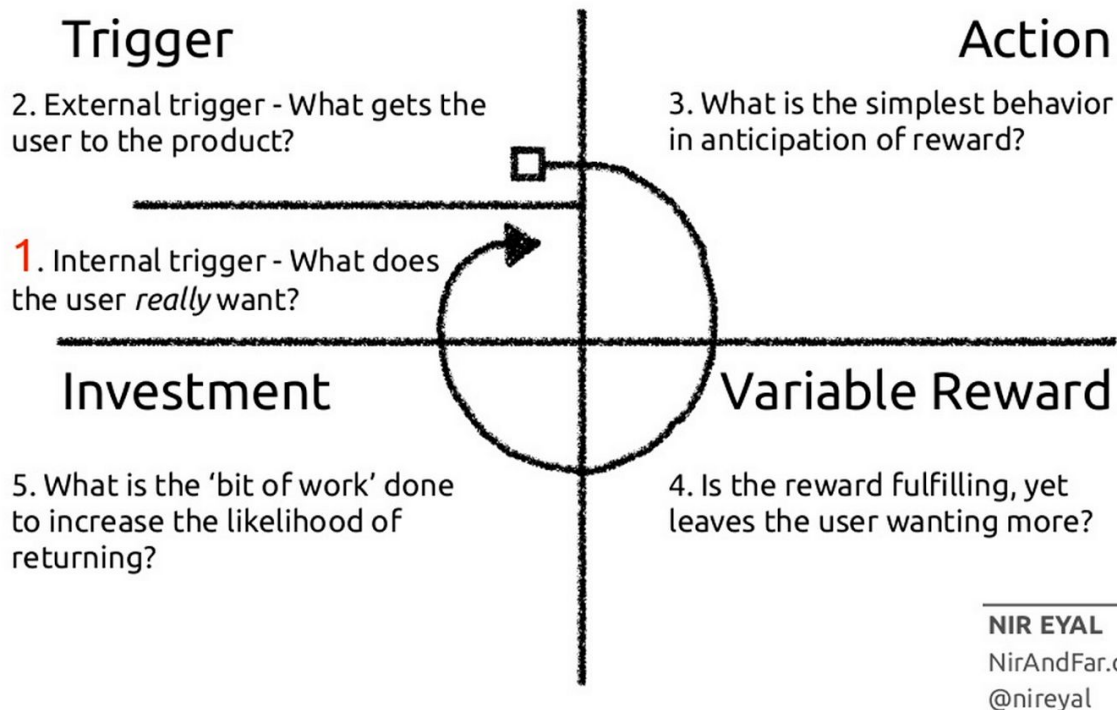 Trigger
2. External trigger - What gets the
user to the product?
1. Internal trigger - What does
the user really want?
Action
3. What is the simplest behavior
in anticipation of reward?
Investment
5. What is the ‘bit of work’ done
to increase the likelihood of
returning?
Variable Reward
4. Is the reward fulfilling, yet
leaves the user wanting more?
NIR EYAL
NirAndFar.c
@nireyal